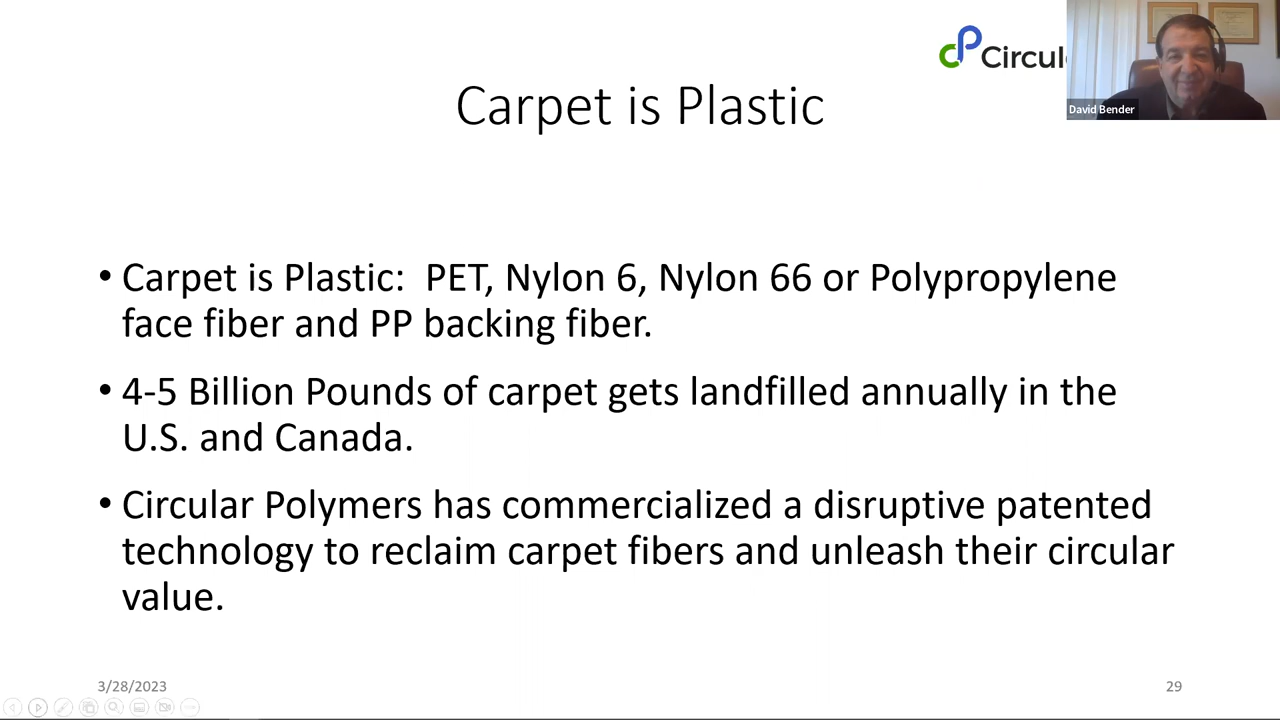 Circul
David Bender
Carpet is Plastic
• Carpet is Plastic:  PET, Nylon 6, Nylon 66 or Polypropylene
face fiber and PP backing fiber.
• 4-5 Billion Pounds of carpet gets landfilled annually in the
U.S. and Canada.
• Circular Polymers has commercialized a disruptive patented
technology to reclaim carpet fibers and unleash their circular
value.
3/28/2023
29